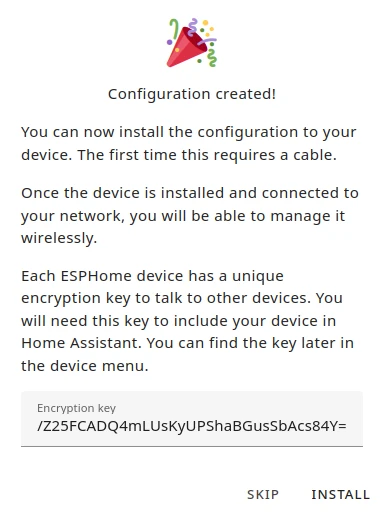 Configuration created!
You can now install the configuration to your
device. The first time this requires a cable.
Once the device is installed and connected to
your network, you will be able to manage it
wirelessly.
Each ESPHome device has a unique
encryption key to talk to other devices. You
will need this key to include your device in
Home Assistant. You can find the key later in
the device menu.
Encryption key
/Z25FCADQ4mLUsKyUPShaBGusSbAcs84Y=
SKIP INSTALL